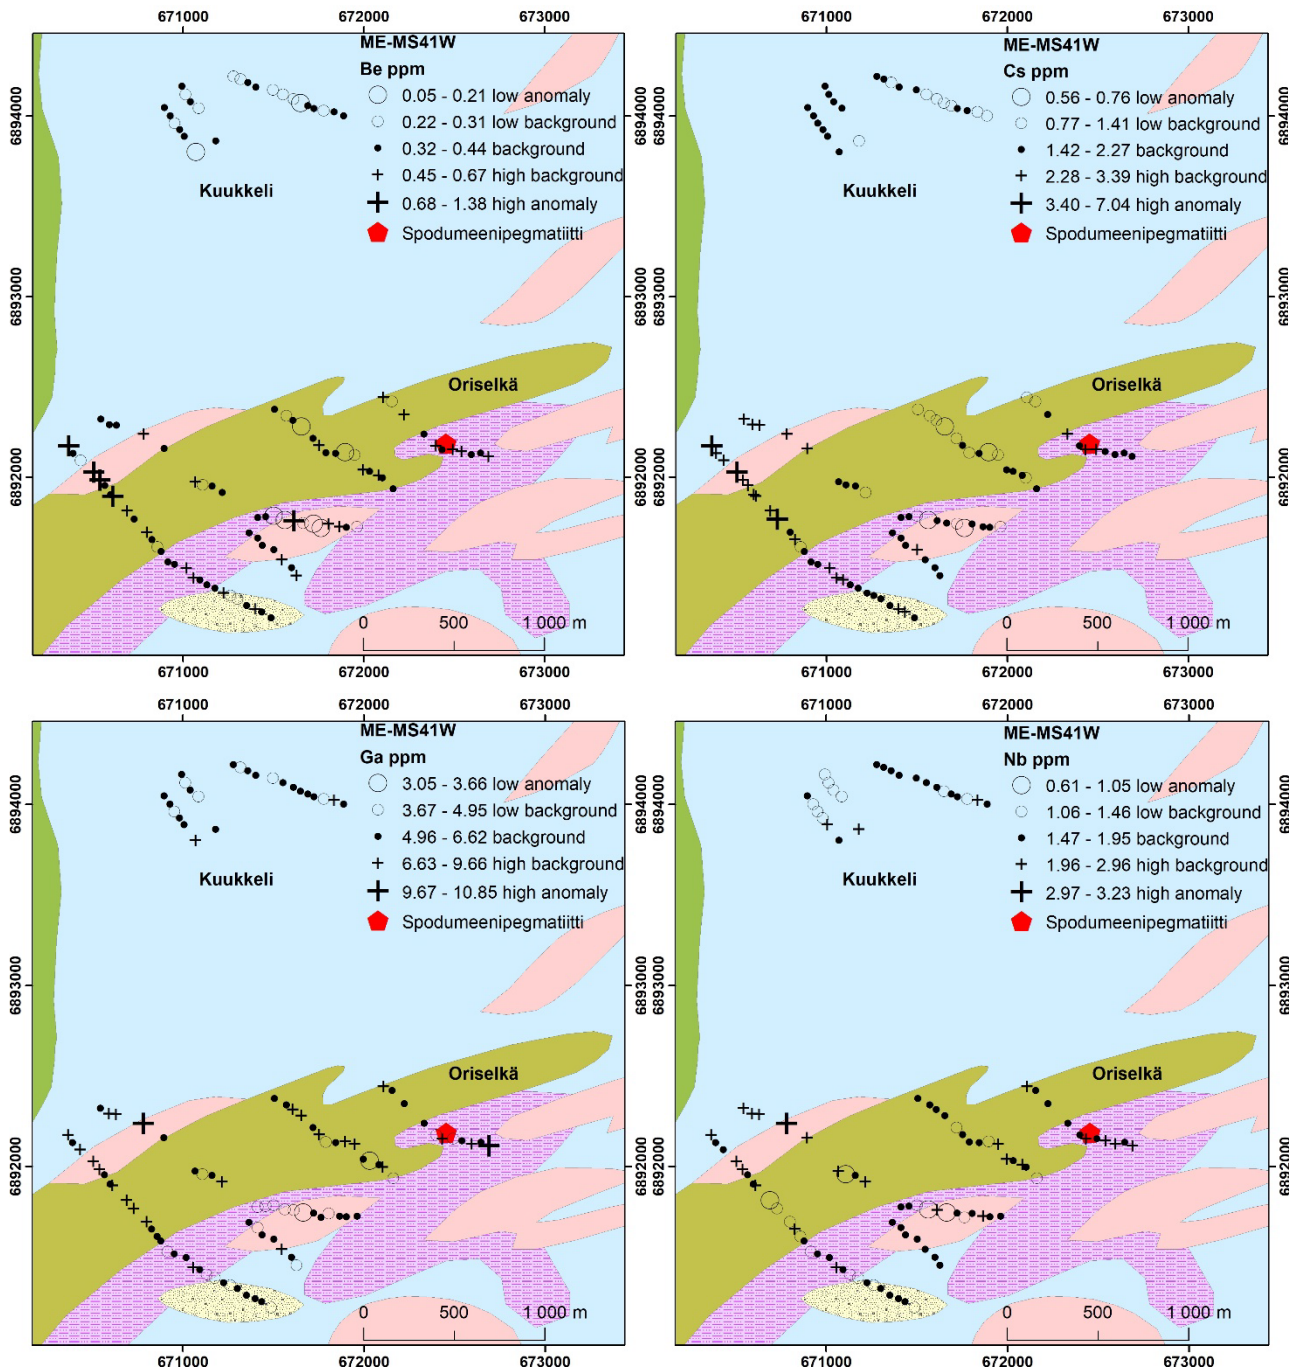 671000 672000 673000
671000 672000 673000
ME-MS41W
Be ppm
0.05 - 0.21 low anomaly
0.22 - 0.31 low background
0.32 - 0.44 background
0.45 - 0.67 high background
0.68 - 1.38 high anomaly
Spodumeenipegmatiitti
Kuukkeli
Oriselkä
0 500 1 000 m
6894000
6893000
6892000
6894000
6893000
6892000
ME-MS41W
Cs ppm
0.56 - 0.76 low anomaly
0.77 - 1.41 low background
1.42 - 2.27 background
2.28 - 3.39 high background
3.40 - 7.04 high anomaly
Spodumeenipegmatiitti
Kuukkeli
Oriselkä
0 500 1 000 m
6894000
6893000
6892000
671000 672000 673000
671000 672000 673000
671000 672000 673000
671000 672000 673000
ME-MS41W
Ga ppm
3.05 - 3.66 low anomaly
3.67 - 4.95 low background
4.96 - 6.62 background
6.63 - 9.66 high background
9.67 - 10.85 high anomaly
Spodumeenipegmatiitti
Kuukkeli
Oriselkä
0 500 1 000 m
6894000
6893000
6892000
6894000
6893000
6892000
ME-MS41W
Nb ppm
0.61 - 1.05 low anomaly
1.06 - 1.46 low background
1.47 - 1.95 background
1.96 - 2.96 high background
2.97 - 3.23 high anomaly
Spodumeenipegmatiitti
Kuukkeli
Oriselkä
0 500 1 000 m
6894000
6893000
6892000
671000 672000 673000
671000 672000 673000